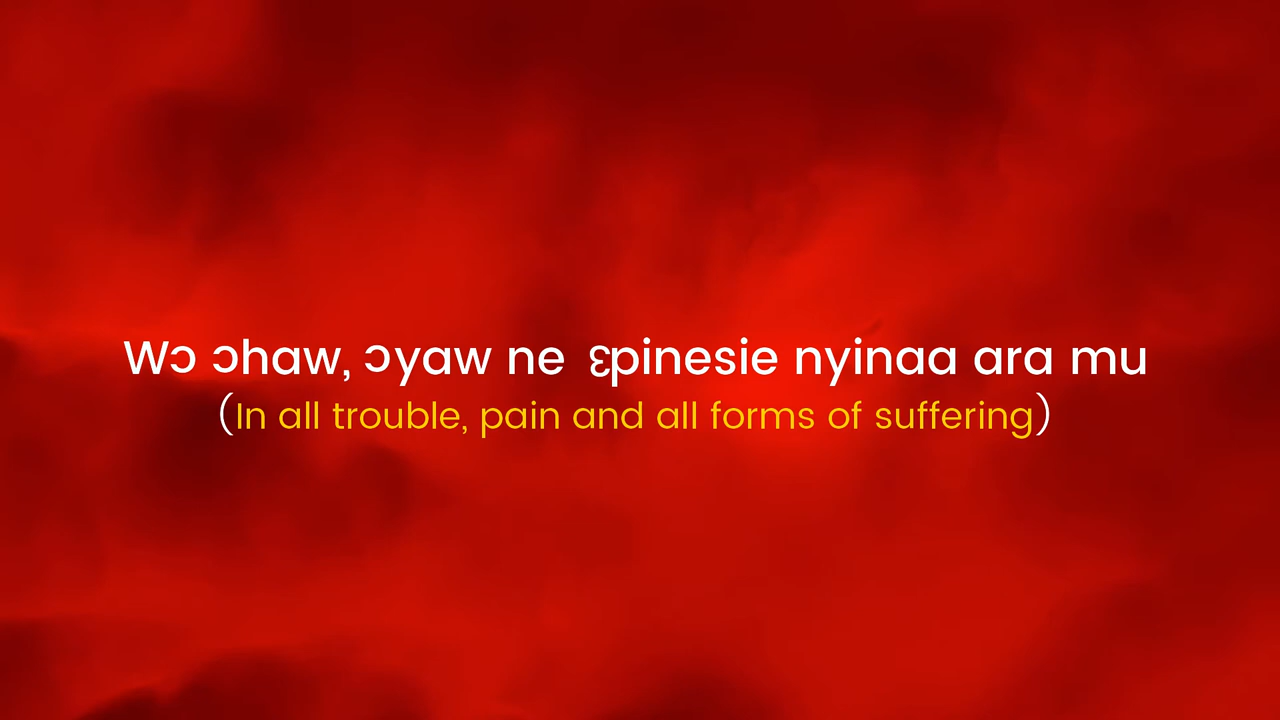 Wɔ ɔhaw, ɔyaw ne ɛpinesie nyinaa ara mu
(In all trouble, pain and all forms of suffering)